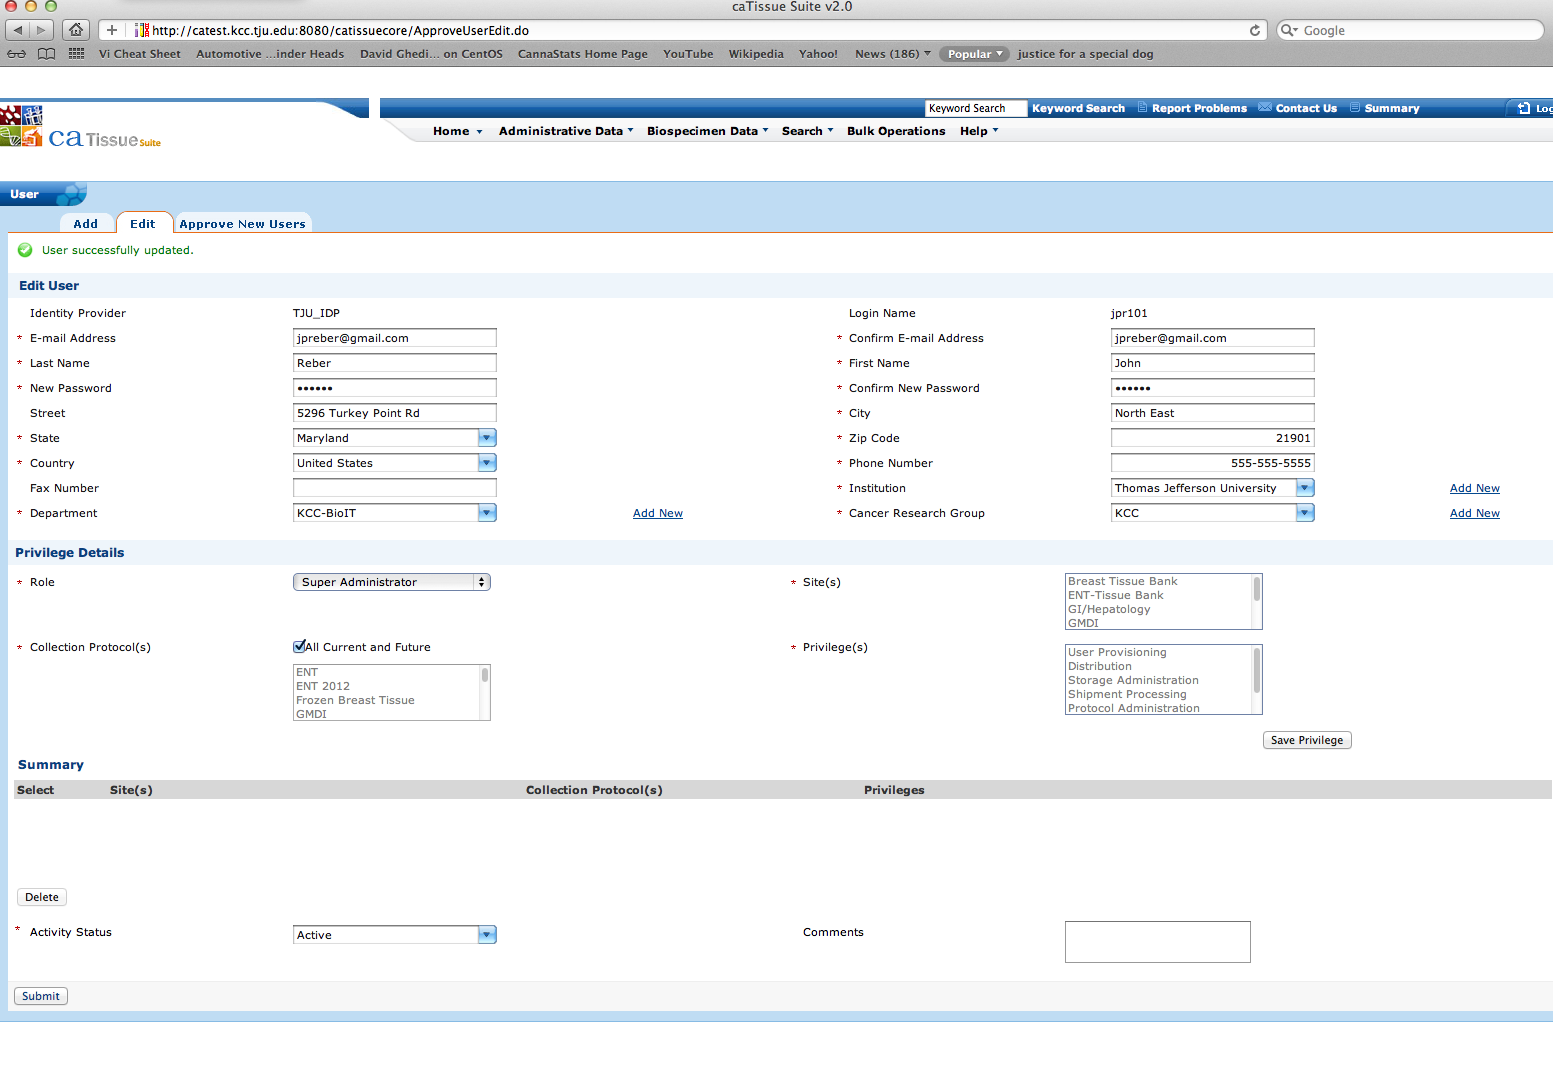 caTissue Suite v2.0
http://catest.kcc.tju.edu:8080/catissuecore/ApproveUserEdit.do
Google
Vi Cheat Sheet Automotive ...inder Heads David Ghedi... on CentOS CannaStats Home Page YouTube Wikipedia Yahoo! News (186) Popular justice for a special dog
Keyword Search Keyword Search Report Problems Contact Us Summary Log
Home Administrative Data Biospecimen Data Search Bulk Operations Help
ca Tissue Suite
User
Add Edit Approve New Users
User successfully updated.
Edit User
Identity Provider TJU_IDP Login Name jpr101
* E-mail Address jpreber@gmail.com * Confirm E-mail Address jpreber@gmail.com
* Last Name Reber * First Name John
* New Password •••••• * Confirm New Password ••••••
Street 5296 Turkey Point Rd * City North East
* State Maryland * Zip Code 21901
* Country United States * Phone Number 555-555-5555
Fax Number * Institution Thomas Jefferson University Add New
* Department KCC-BioIT Add New * Cancer Research Group KCC Add New
Privilege Details
* Role Super Administrator * Site(s) Breast Tissue Bank
ENT-Tissue Bank
GI/Hepatology
GMDI
* Collection Protocol(s) All Current and Future * Privilege(s) User Provisioning
ENT Distribution
ENT 2012 Storage Administration
Frozen Breast Tissue Shipment Processing
GMDI Protocol Administration
Save Privilege
Summary
Select Site(s) Collection Protocol(s) Privileges
Delete
* Activity Status Active Comments
Submit